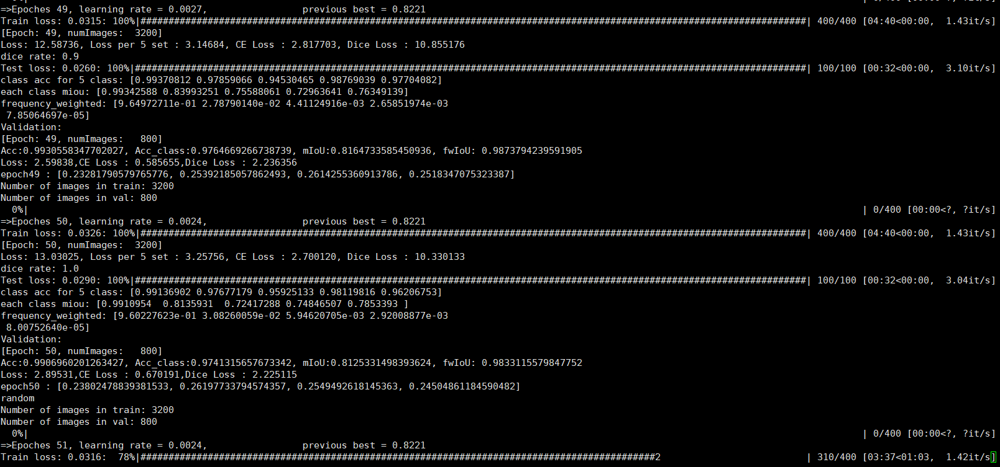 0%| | 0/400 [00:00<?, ?it/s]
=>Epoches 49, learning rate = 0.0027, previous best = 0.8221
Train loss: 0.0315: 100%|#######################################################################################################################| 400/400 [04:40<00:00, 1.43it/s]
[Epoch: 49, numImages: 3200]
Loss: 12.58736, Loss per 5 set : 3.14684, CE Loss : 2.817703, Dice Loss : 10.855176
dice rate: 0.9
Test loss: 0.0260: 100%|########################################################################################################################| 100/100 [00:32<00:00, 3.10it/s]
class acc for 5 class: [0.99370812 0.97859066 0.94530465 0.98769039 0.97704082]
each class miou: [0.99342588 0.83993251 0.75588061 0.72963641 0.76349139]
frequency_weighted: [9.64972711e-01 2.78790140e-02 4.41124916e-03 2.65851974e-03
7.85064697e-05]
Validation:
[Epoch: 49, numImages: 800]
Acc:0.9930558347702027, Acc_class:0.9764669266738739, mIoU:0.8164733585450936, fwIoU: 0.9873794239591905
Loss: 2.59838,CE Loss : 0.585655,Dice Loss : 2.236356
epoch49 : [0.23281790579765776, 0.25392185057862493, 0.2614255360913786, 0.25183470753233​87]
Number of images in train: 3200
Number of images in val: 800
0%| | 0/400 [00:00<?, ?it/s]
=>Epoches 50, learning rate = 0.0024, previous best = 0.8221
Train loss: 0.0326: 100%|#######################################################################################################################| 400/400 [04:40<00:00, 1.43it/s]
[Epoch: 50, numImages: 3200]
Loss: 13.03025, Loss per 5 set : 3.25756, CE Loss : 2.700120, Dice Loss : 10.330133
dice rate: 1.0
Test loss: 0.0290: 100%|########################################################################################################################| 100/100 [00:32<00:00, 3.04it/s]
class acc for 5 class: [0.99136902 0.97677179 0.95925133 0.98119816 0.96206753]
each class miou: [0.9910954 0.8135931 0.72417288 0.74846507 0.7853393 ]
frequency_weighted: [9.60227623e-01 3.08260059e-02 5.94620705e-03 2.92008877e-03
8.00752640e-05]
Validation:
[Epoch: 50, numImages: 800]
Acc:0.9906960201263427, Acc_class:0.9741315657673342, mIoU:0.8125331498393624, fwIoU: 0.9833115579847752
Loss: 2.89531,CE Loss : 0.670191,Dice Loss : 2.225115
epoch50 : [0.23802478839381533, 0.26197733794574357, 0.2549492618145363, 0.24504861184590482]
random
Number of images in train: 3200
Number of images in val: 800
0%| | 0/400 [00:00<?, ?it/s]
=>Epoches 51, learning rate = 0.0024, previous best = 0.8221
Train loss: 0.0316: 78%|############################################################################################2 | 310/400 [03:37<01:03, 1.42it/s]